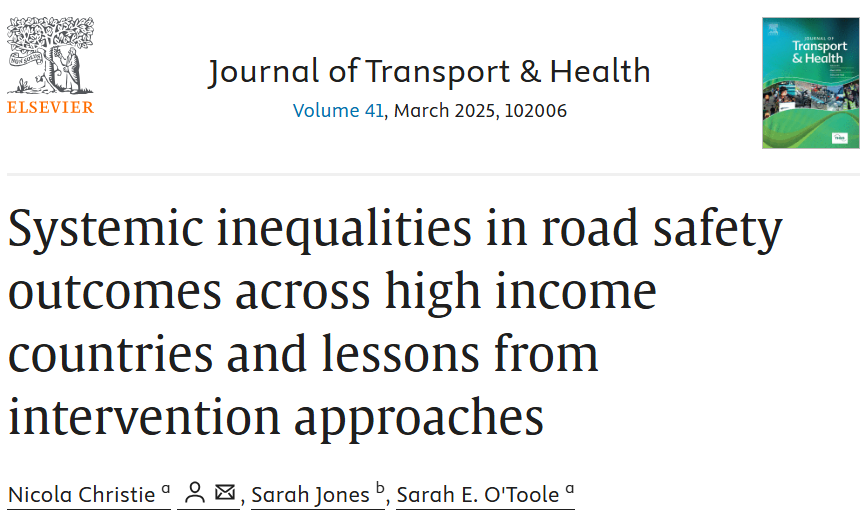 ELSEVIER
Journal of Transport & Health
Volume 41, March 2025, 102006
JOURNAL OF
Transport
& Health
Systemic inequalities in road safety
outcomes across high income
countries and lessons from
intervention approaches
Nicola Christie a, Sarah Jones b, Sarah E. O'Toole a